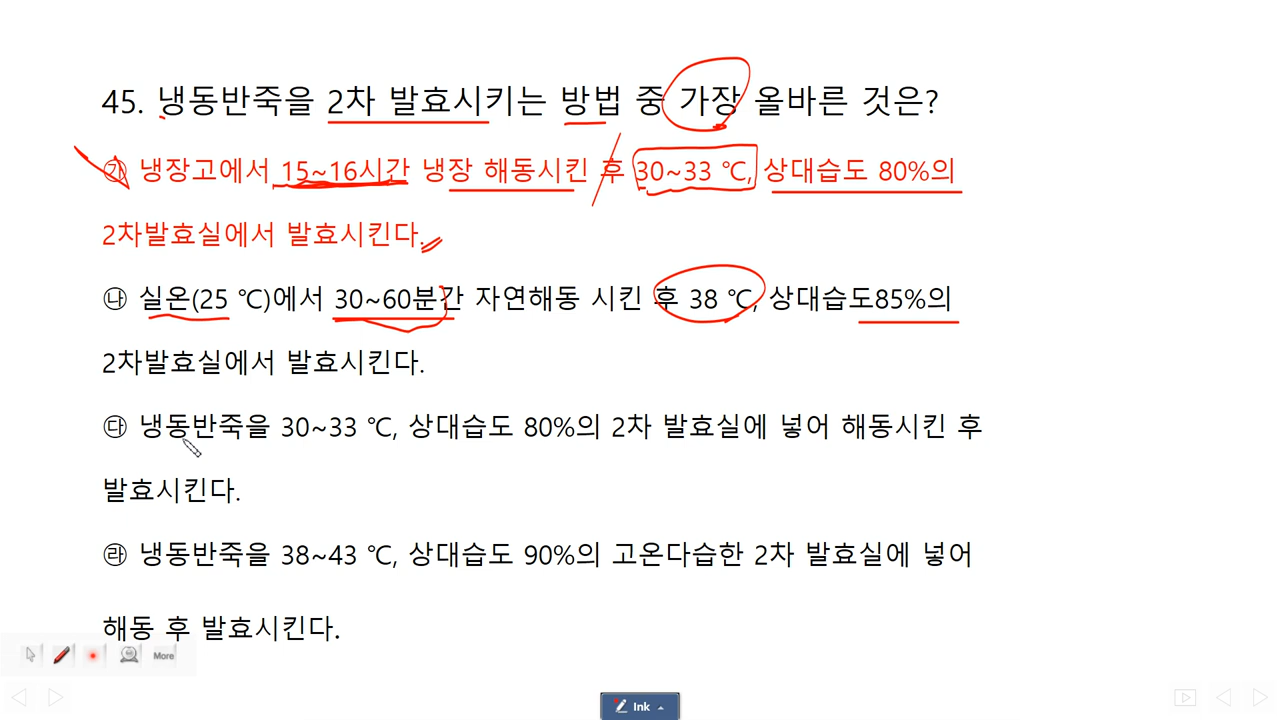 45. 냉동반죽을 2차 발효시키는 방법 중 가장 올바른 것은?
㉮ 냉장고에서 15~16시간 냉장 해동시킨 후 30~33 ℃, 상대습도 80%의
2차발효실에서 발효시킨다.
㉯ 실온(25 ℃)에서 30~60분간 자연해동 시킨 후 38 ℃, 상대습도85%의
2차발효실에서 발효시킨다.
㉰ 냉동반죽을 30~33 ℃, 상대습도 80%의 2차 발효실에 넣어 해동시킨 후
발효시킨다.
㉱ 냉동반죽을 38~43 ℃, 상대습도 90%의 고온다습한 2차 발효실에 넣어
해동 후 발효시킨다.
More
Ink